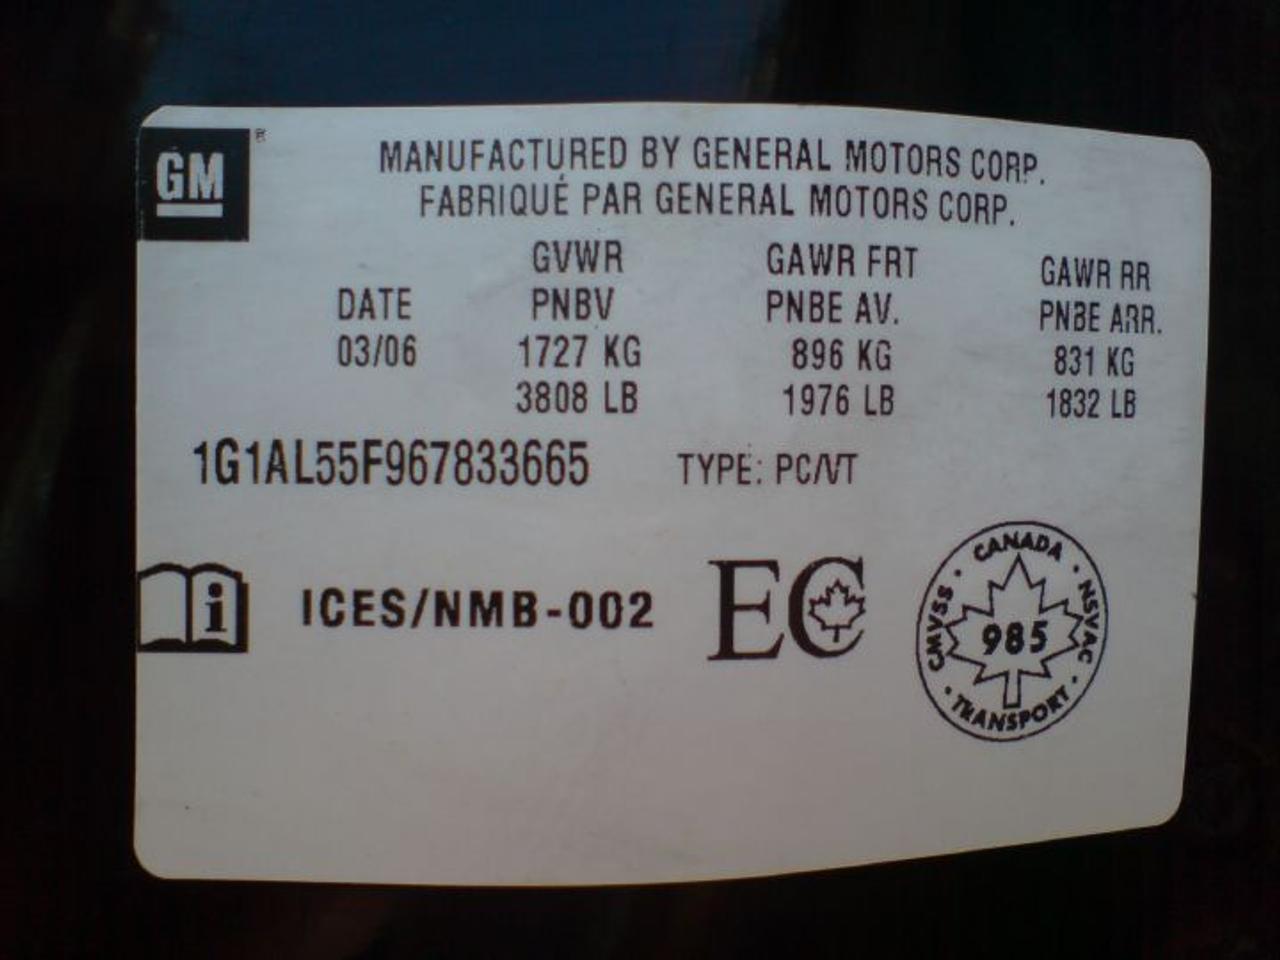 GM ®
MANUFACTURED BY GENERAL MOTORS CORP.
FABRIQUÉ PAR GENERAL MOTORS CORP.
GVWR GAWR FRT GAWR RR
DATE PNBV PNBE AV. PNBE ARR.
03/06 1727 KG 896 KG 831 KG
3808 LB 1976 LB 1832 LB
1G1AL55F967833665 TYPE: PC/VT
i ICES/NMB-002 EC
CANADA
CMVSS · 985 · NSVAC
· TRANSPORT ·